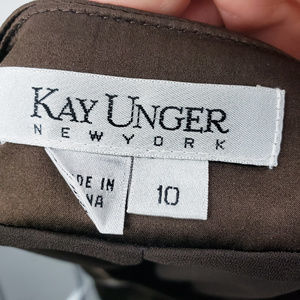 KAY UNGER
NEW YORK
DE IN
NA
10